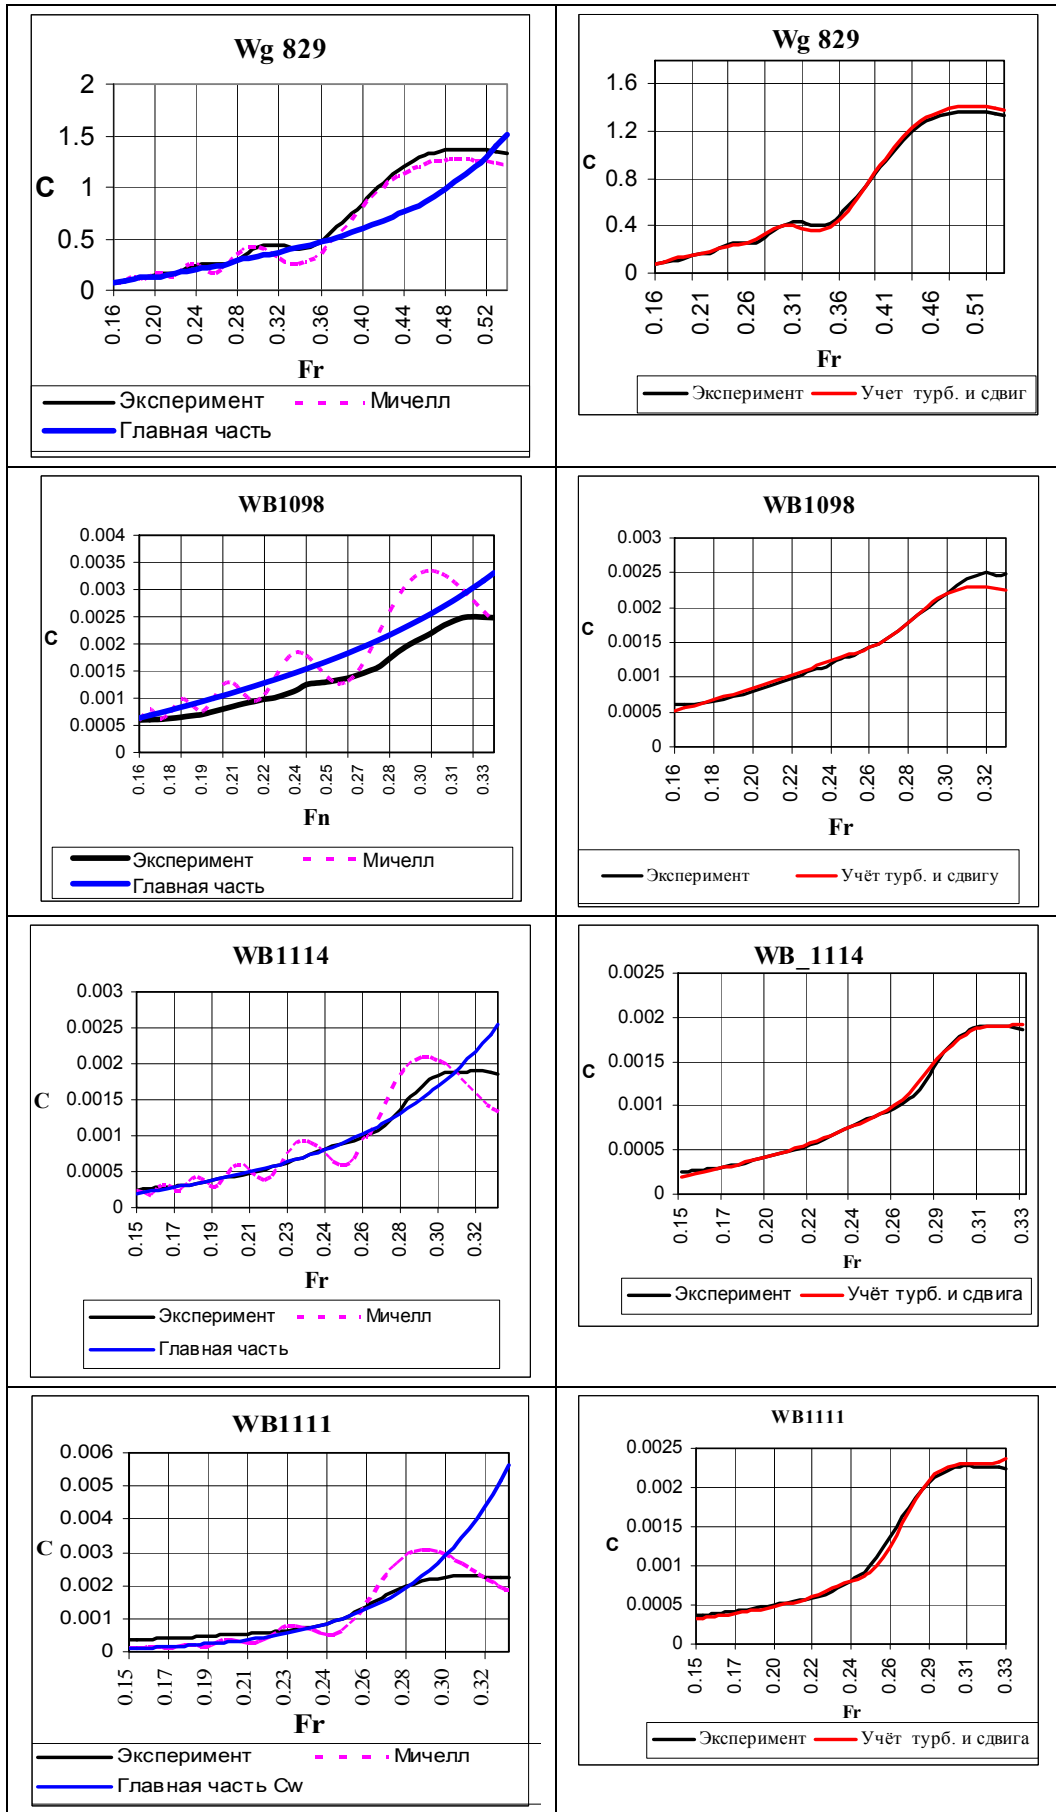 Wg 829
2
1.5
1
0.5
0
C
0.16
0.20
0.24
0.28
0.32
0.36
0.40
0.44
0.48
0.52
Fr
Эксперимент
Мичелл
Главная часть
Wg 829
1.6
1.2
0.8
0.4
0
C
0.16
0.21
0.26
0.31
0.36
0.41
0.46
0.51
Fr
Эксперимент
Учет турб. и сдвиг
WB1098
0.004
0.0035
0.003
0.0025
0.002
0.0015
0.001
0.0005
0
C
0.16
0.18
0.19
0.21
0.22
0.24
0.25
0.27
0.28
0.30
0.31
0.33
Fn
Эксперимент
Мичелл
Главная часть
WB1098
0.003
0.0025
0.002
0.0015
0.001
0.0005
0
C
0.16
0.18
0.20
0.22
0.24
0.26
0.28
0.30
0.32
Fr
Эксперимент
Учёт турб. и сдвигу
WB1114
0.003
0.0025
0.002
0.0015
0.001
0.0005
0
C
0.15
0.17
0.19
0.21
0.23
0.24
0.26
0.28
0.30
0.32
Fr
Эксперимент
Мичелл
Главная часть
WB_1114
0.0025
0.002
0.0015
0.001
0.0005
0
C
0.15
0.17
0.20
0.22
0.24
0.26
0.29
0.31
0.33
Fr
Эксперимент
Учёт турб. и сдвига
WB1111
0.006
0.005
0.004
0.003
0.002
0.001
0
C
0.15
0.17
0.19
0.21
0.23
0.24
0.26
0.28
0.30
0.32
Fr
Эксперимент
Мичелл
Главная часть Cw
WB1111
0.0025
0.002
0.0015
0.001
0.0005
0
C
0.15
0.17
0.20
0.22
0.24
0.26
0.29
0.31
0.33
Fr
Эксперимент
Учёт турб. и сдвига